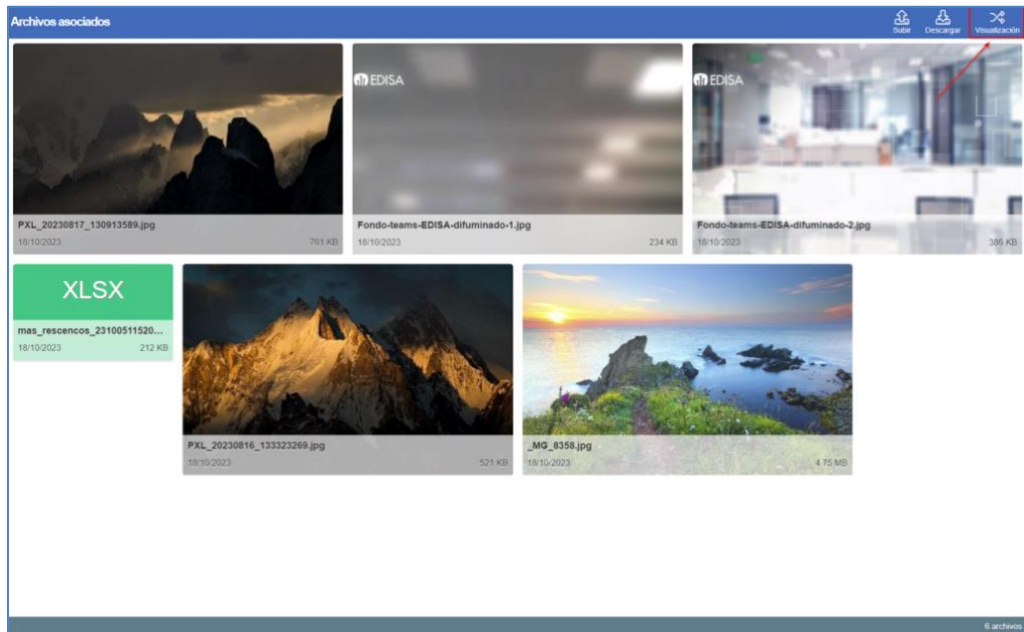 Archivos asociados
Subir
Descargar
Visualización
EDISA
EDISA
PXL_20230817_130913589.jpg
18/10/2023
761 KB
Fondo-teams-EDISA-difuminado-1.jpg
18/10/2023
234 KB
Fondo-teams-EDISA-difuminado-2.jpg
18/10/2023
386 KB
XLSX
mas_rescencos_23100511520...
18/10/2023
212 KB
PXL_20230816_133323269.jpg
18/10/2023
521 KB
_MG_8358.jpg
18/10/2023
4.75 MB
6 archivos